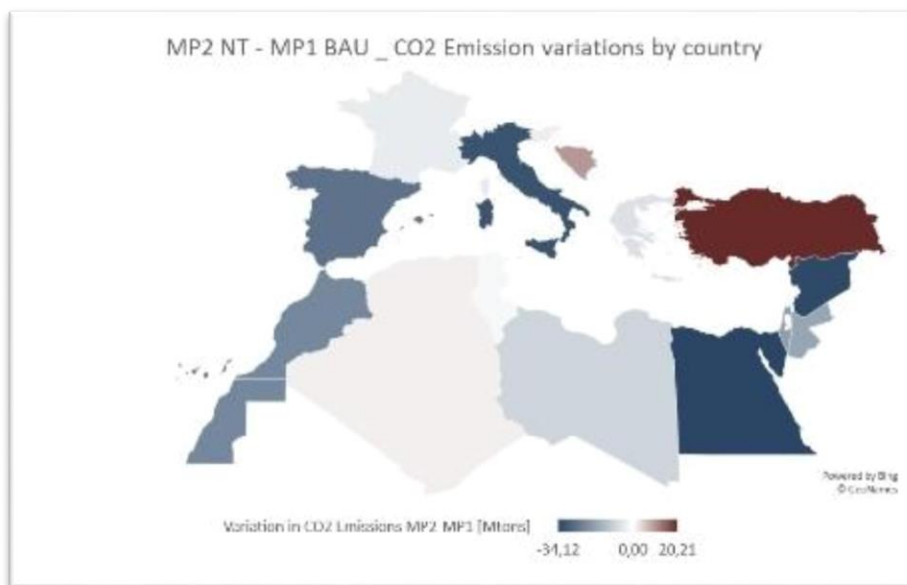 MP2 NT - MP1 BAU _ CO2 Emission variations by country
Powered by Bing
© GeoNames
Variation in CO2 Emissions MP2-MP1 [Mtons]
-34,12 0,00 20,21